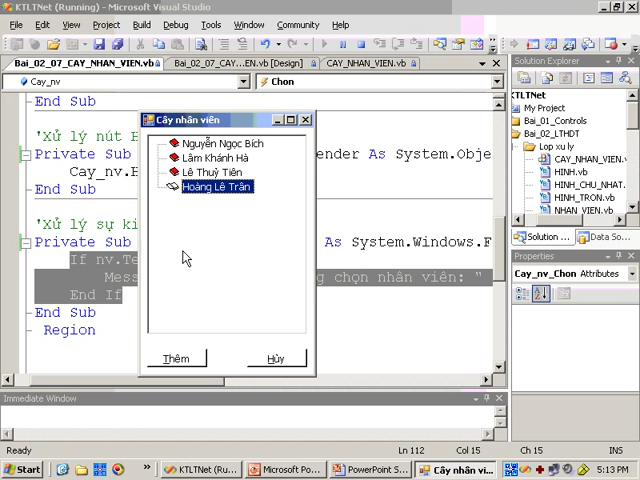 KTLTNet (Running) - Microsoft Visual Studio
File Edit View Project Build Debug Tools Window Community Help
Bai_02_07_CAY_NHAN_VIEN.vb Bai_02_07_CAY...EN.vb [Design] CAY_NHAN_VIEN.vb
Solution Explorer
Cay_nv Chon
KTLTNet
My Project
Bai_01_Controls
Bai_02_LTHDT
Lop xu ly
CAY_NHAN_VIEN
HINH.vb
HINH_CHU_NHAT
HINH_TRON.vb
NHAN_VIEN.vb
Solution ... Data So...
End Sub
'Xử lý nút H
Private Sub ender As System.Obje
Cay_nv.H
End Sub
'Xử lý sự ki
Private Sub As System.Windows.F
If nv.Te
Mess g chọn nhân viên: "
End If
End Sub
Region
Cây nhân viên
Nguyễn Ngọc Bích
Lâm Khánh Hà
Lê Thuỷ Tiên
Hoàng Lê Trân
Thêm Hủy
Properties
Cay_nv_Chon Attributes
Immediate Window
Ready Ln 112 Col 15 Ch 15 INS
Start KTLTNet (Ru... Microsoft Po... PowerPoint S... Cây nhân vi... 5:13 PM